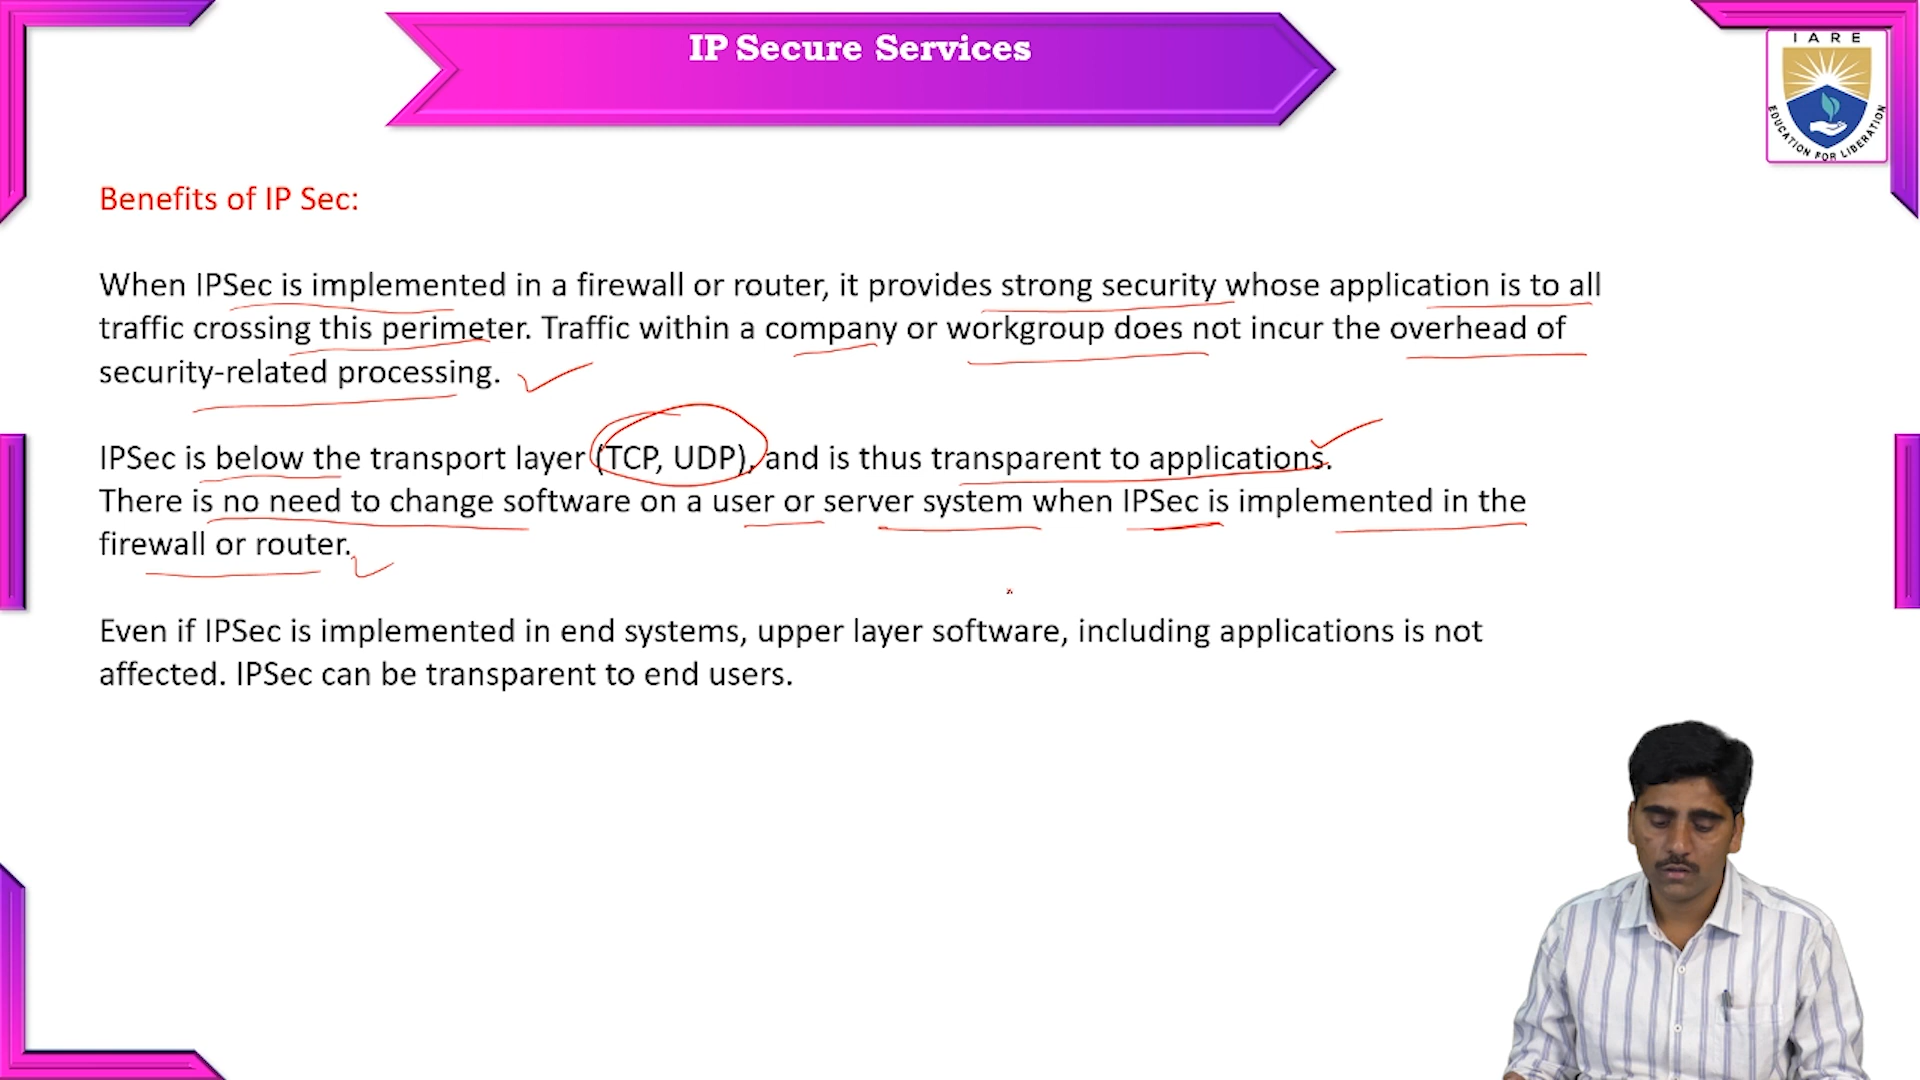 IP Secure Services
IARE
EDUCATION FOR LIBERATION
Benefits of IP Sec:
When IPSec is implemented in a firewall or router, it provides strong security whose application is to all
traffic crossing this perimeter. Traffic within a company or workgroup does not incur the overhead of
security-related processing.
IPSec is below the transport layer (TCP, UDP), and is thus transparent to applications.
There is no need to change software on a user or server system when IPSec is implemented in the
firewall or router.
Even if IPSec is implemented in end systems, upper layer software, including applications is not
affected. IPSec can be transparent to end users.